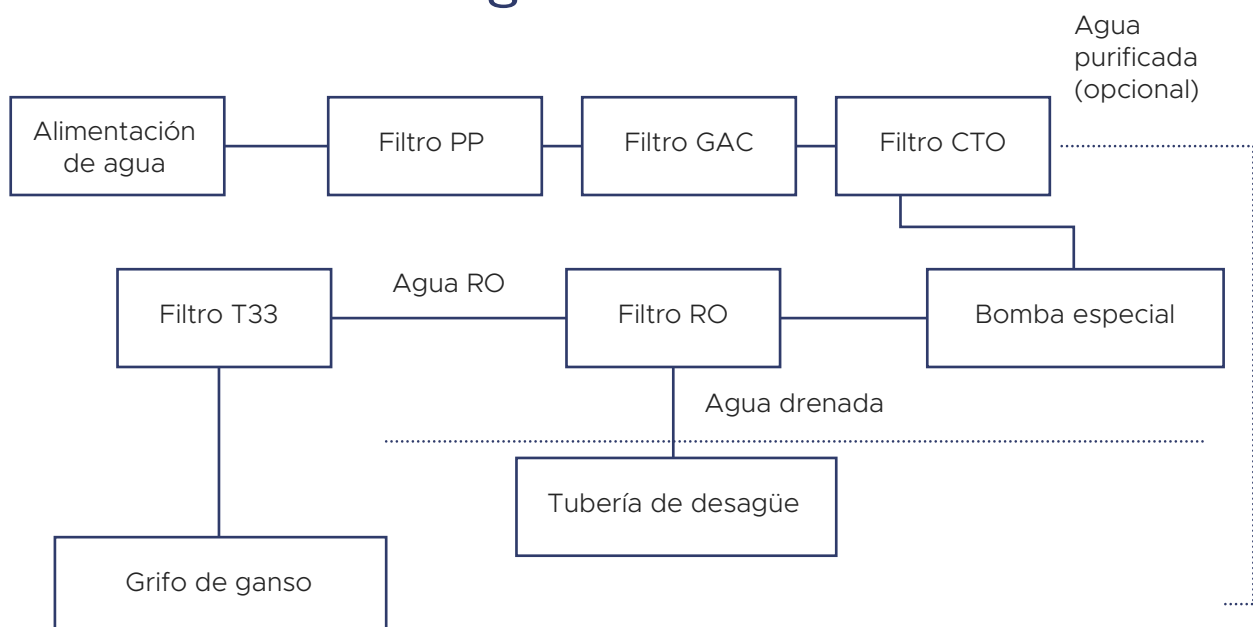 g
Agua
purificada
(opcional)
Alimentación
de agua
Filtro PP
Filtro GAC
Filtro CTO
Filtro T33
Agua RO
Filtro RO
Bomba especial
Agua drenada
Tubería de desagüe
Grifo de ganso